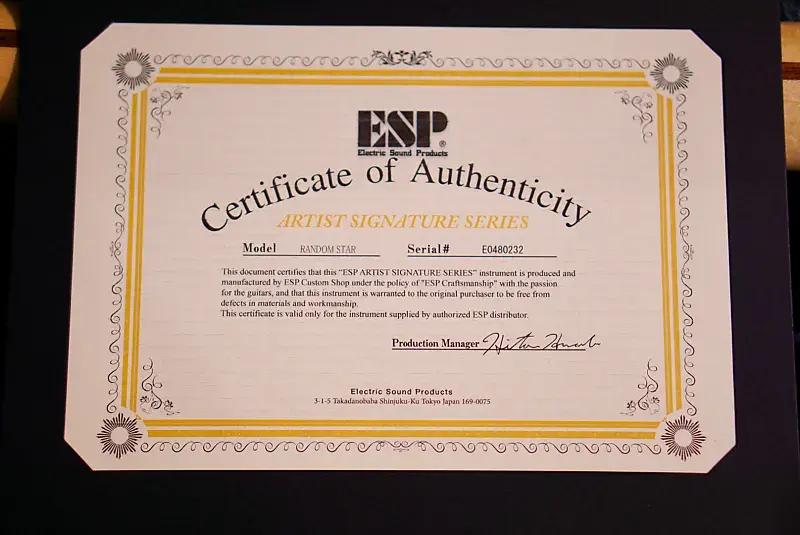 ESP®
Electric Sound Products
Certificate of Authenticity
ARTIST SIGNATURE SERIES
Model RANDOM STAR Serial# E0480232
This document certifies that this "ESP ARTIST SIGNATURE SERIES" instrument is produced and
manufactured by ESP Custom Shop under the policy of "ESP Craftsmanship" with the passion
for the guitars, and that this instrument is warranted to the original purchaser to be free from
defects in materials and workmanship.
This certificate is valid only for the instrument supplied by authorized ESP distributor.
Production Manager
Electric Sound Products
3-1-5 Takadanobaba Shinjuku-Ku Tokyo Japan 169-0075